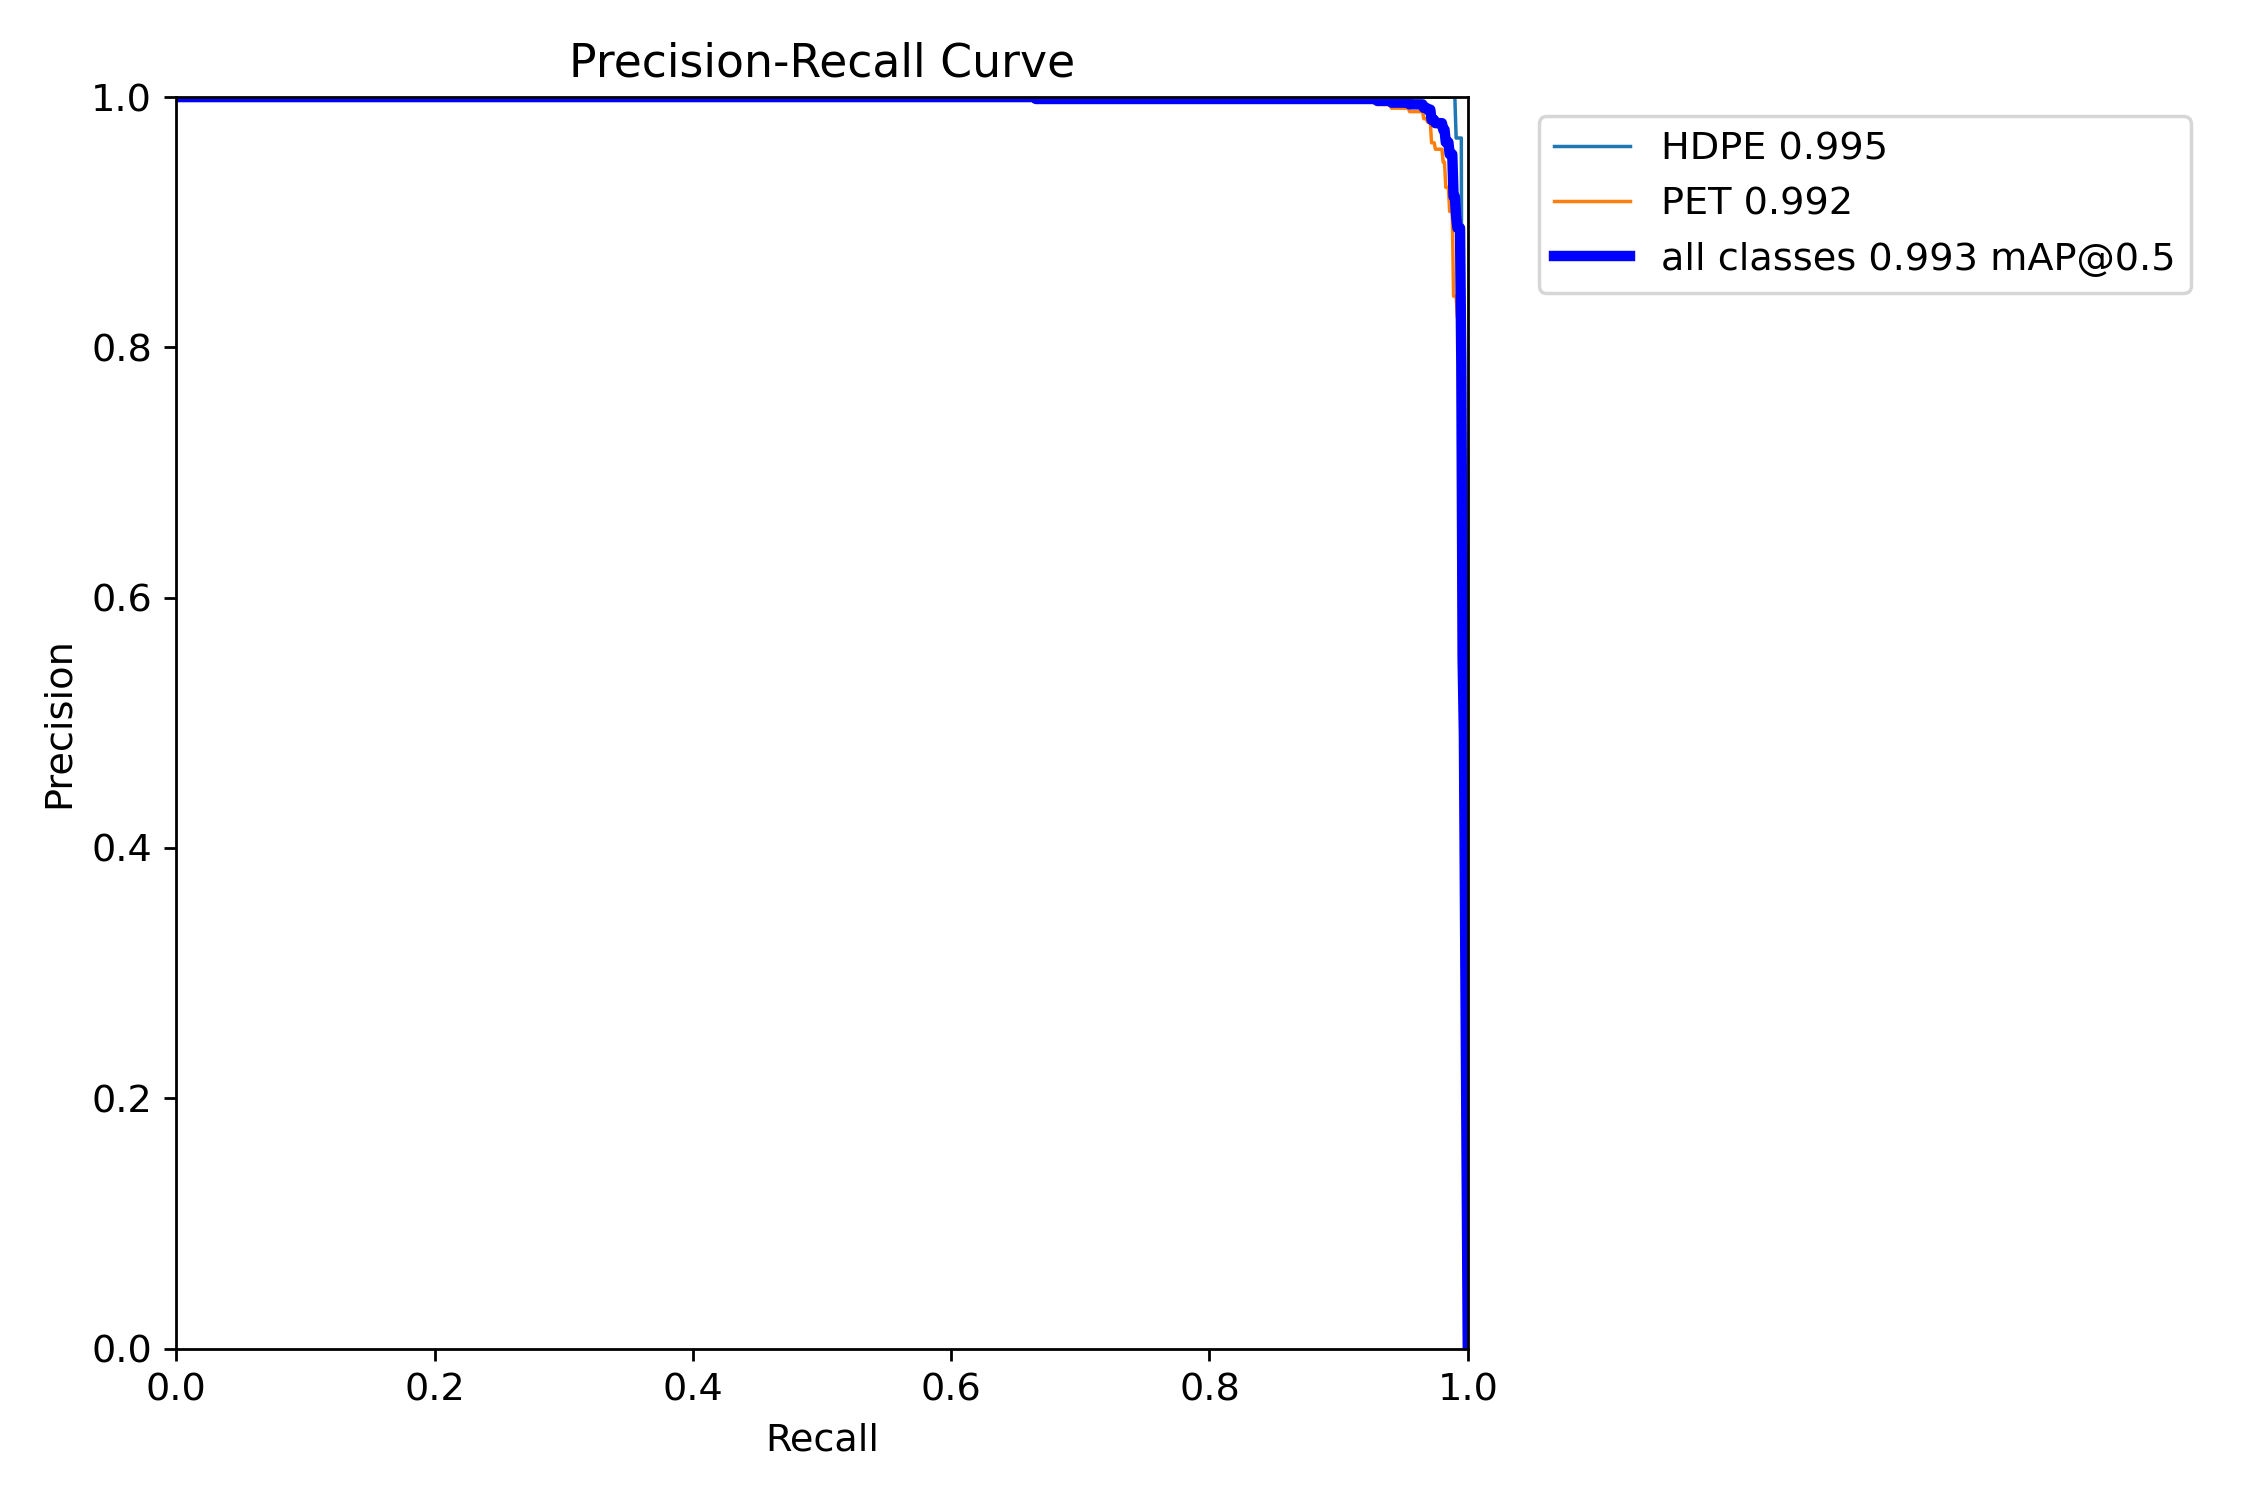 Precision-Recall Curve
1.0
0.8
0.6
0.4
0.2
0.0
Precision
0.0 0.2 0.4 0.6 0.8 1.0
Recall
HDPE 0.995
PET 0.992
all classes 0.993 mAP@0.5